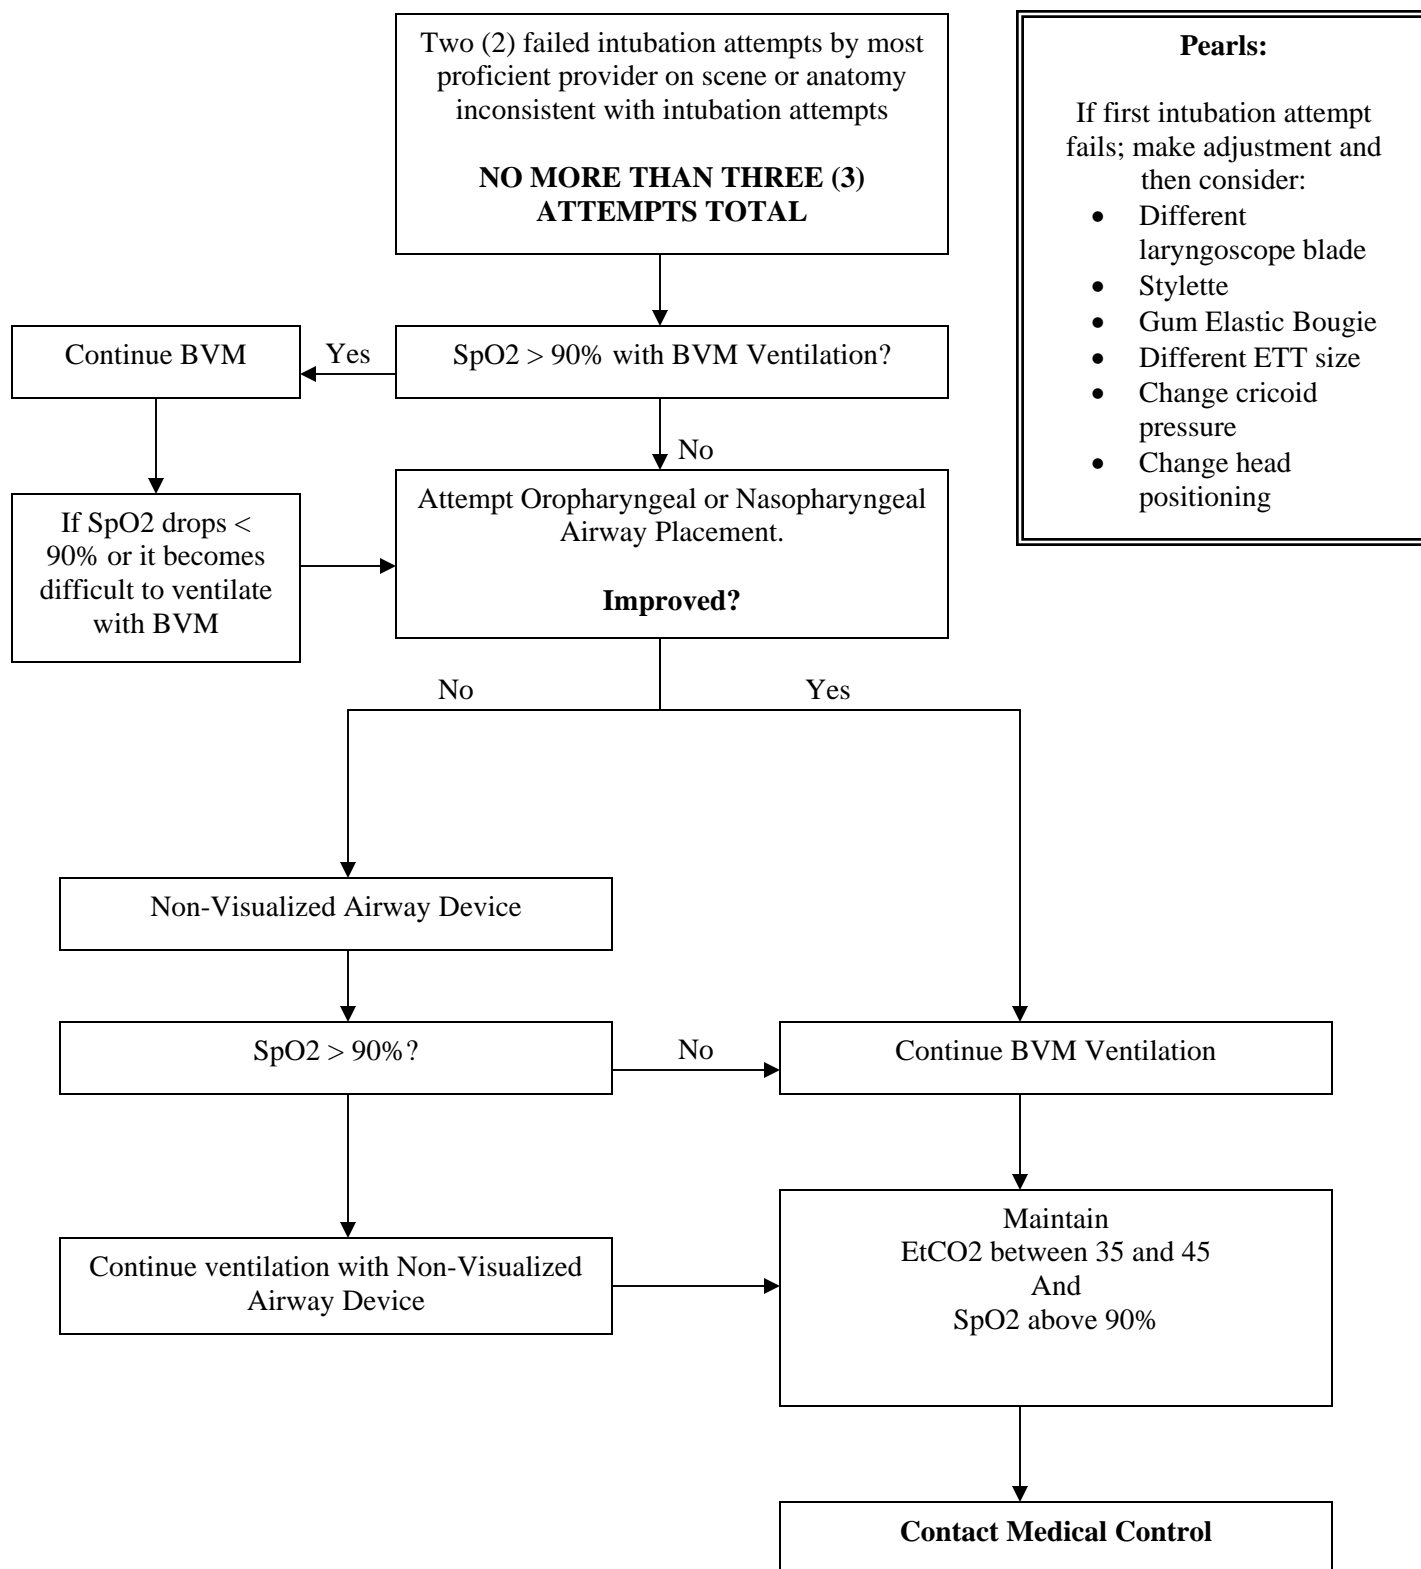 Two (2) failed intubation attempts by most
proficient provider on scene or anatomy
inconsistent with intubation attempts
NO MORE THAN THREE (3)
ATTEMPTS TOTAL
Pearls:
If first intubation attempt
fails; make adjustment and
then consider:
• Different
laryngoscope blade
• Stylette
• Gum Elastic Bougie
• Different ETT size
• Change cricoid
pressure
• Change head
positioning
Continue BVM
Yes
SpO2 > 90% with BVM Ventilation?
No
If SpO2 drops <
90% or it becomes
difficult to ventilate
with BVM
Attempt Oropharyngeal or Nasopharyngeal
Airway Placement.
Improved?
No
Yes
Non-Visualized Airway Device
SpO2 > 90%?
No
Continue BVM Ventilation
Continue ventilation with Non-Visualized
Airway Device
Maintain
EtCO2 between 35 and 45
And
SpO2 above 90%
Contact Medical Control